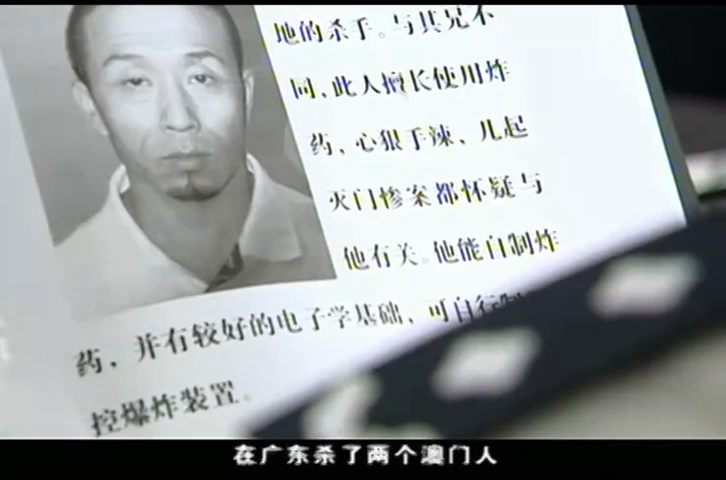 地的杀手。与其兄不
同，此人擅长使用炸
药，心狠手辣，几起
灭门惨案都怀疑与
他有关。他能自制炸
药，并有较好的电子学基础，可自行制
控爆炸装置。
在广东杀了两个澳门人